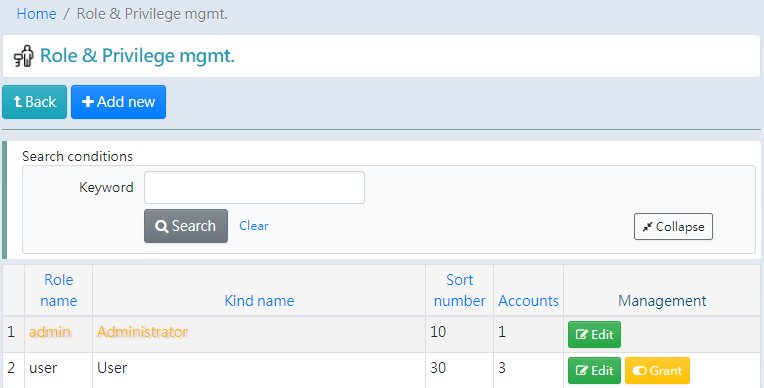 Home / Role & Privilege mgmt.
Role & Privilege mgmt.
Back Add new
Search conditions
Keyword
Search Clear Collapse
Role name Kind name Sort number Accounts Management
1 admin Administrator 10 1 Edit
2 user User 30 3 Edit Grant